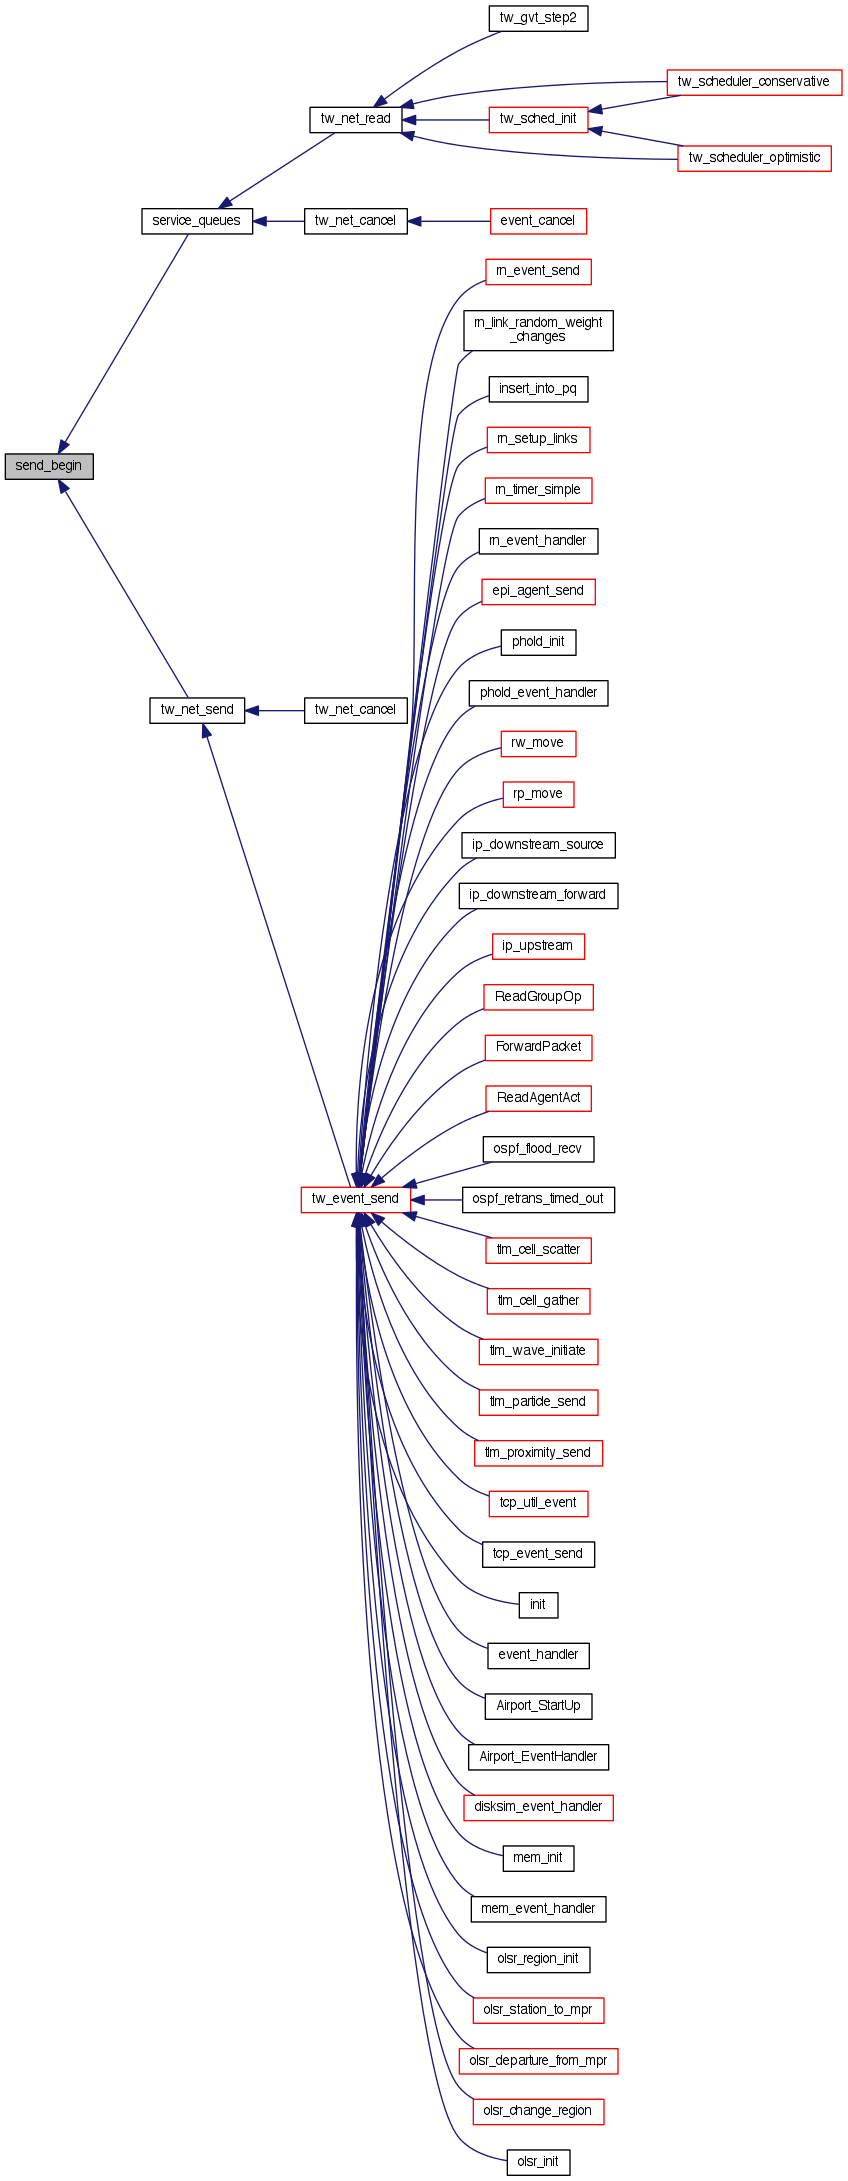 tw_gvt_step2
tw_scheduler_conservative
tw_net_read
tw_sched_init
tw_scheduler_optimistic
service_queues
tw_net_cancel
event_cancel
rn_event_send
rn_link_random_weight
_changes
insert_into_pq
send_begin
rn_setup_links
rn_timer_simple
rn_event_handler
epi_agent_send
phold_init
phold_event_handler
tw_net_send
tw_net_cancel
rw_move
rp_move
ip_downstream_source
ip_downstream_forward
ip_upstream
ReadGroupOp
ForwardPacket
ReadAgentAct
ospf_flood_recv
tw_event_send
ospf_retrans_timed_out
tlm_cell_scatter
tlm_cell_gather
tlm_wave_initiate
tlm_particle_send
tlm_proximity_send
tcp_util_event
tcp_event_send
init
event_handler
Airport_StartUp
Airport_EventHandler
disksim_event_handler
mem_init
mem_event_handler
olsr_region_init
olsr_station_to_mpr
olsr_departure_from_mpr
olsr_change_region
olsr_init